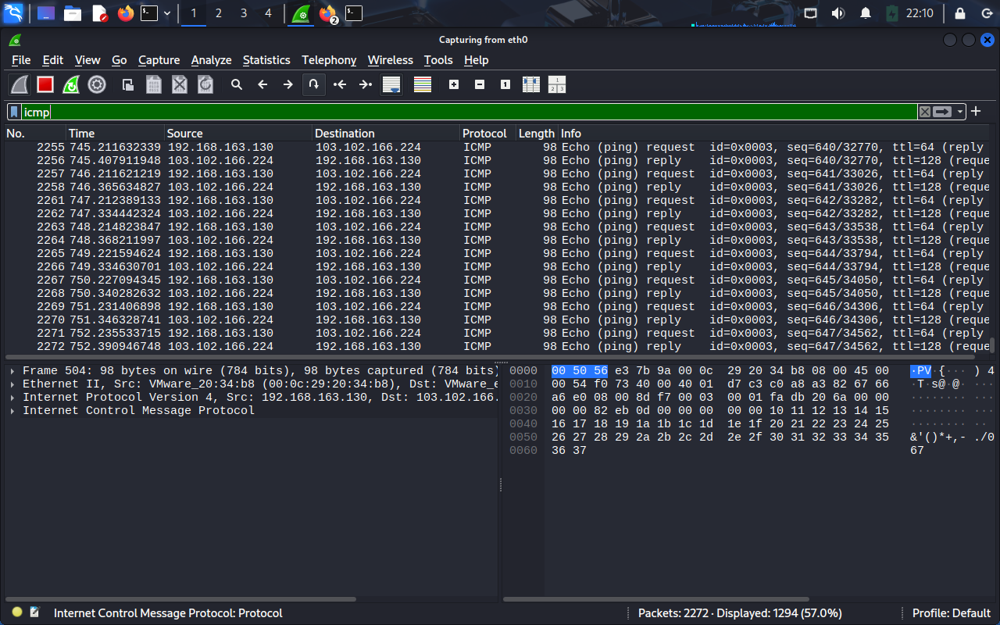 1 2 3 4 2 22:10
Capturing from eth0
File Edit View Go Capture Analyze Statistics Telephony Wireless Tools Help
icmp
No. Time Source Destination Protocol Length Info
2255 745.211632339 192.168.163.130 103.102.166.224 ICMP 98 Echo (ping) request id=0x0003, seq=640/32770, ttl=64 (reply
2256 745.407911948 103.102.166.224 192.168.163.130 ICMP 98 Echo (ping) reply id=0x0003, seq=640/32770, ttl=128 (reque
2257 746.211621219 192.168.163.130 103.102.166.224 ICMP 98 Echo (ping) request id=0x0003, seq=641/33026, ttl=64 (reply
2258 746.365634827 103.102.166.224 192.168.163.130 ICMP 98 Echo (ping) reply id=0x0003, seq=641/33026, ttl=128 (reque
2261 747.212389133 192.168.163.130 103.102.166.224 ICMP 98 Echo (ping) request id=0x0003, seq=642/33282, ttl=64 (reply
2262 747.334442324 103.102.166.224 192.168.163.130 ICMP 98 Echo (ping) reply id=0x0003, seq=642/33282, ttl=128 (reque
2263 748.214823847 192.168.163.130 103.102.166.224 ICMP 98 Echo (ping) request id=0x0003, seq=643/33538, ttl=64 (reply
2264 748.368211997 103.102.166.224 192.168.163.130 ICMP 98 Echo (ping) reply id=0x0003, seq=643/33538, ttl=128 (reque
2265 749.221594624 192.168.163.130 103.102.166.224 ICMP 98 Echo (ping) request id=0x0003, seq=644/33794, ttl=64 (reply
2266 749.334630701 103.102.166.224 192.168.163.130 ICMP 98 Echo (ping) reply id=0x0003, seq=644/33794, ttl=128 (reque
2267 750.227094345 192.168.163.130 103.102.166.224 ICMP 98 Echo (ping) request id=0x0003, seq=645/34050, ttl=64 (reply
2268 750.340282632 103.102.166.224 192.168.163.130 ICMP 98 Echo (ping) reply id=0x0003, seq=645/34050, ttl=128 (reque
2269 751.231406898 192.168.163.130 103.102.166.224 ICMP 98 Echo (ping) request id=0x0003, seq=646/34306, ttl=64 (reply
2270 751.346328741 103.102.166.224 192.168.163.130 ICMP 98 Echo (ping) reply id=0x0003, seq=646/34306, ttl=128 (reque
2271 752.235533715 192.168.163.130 103.102.166.224 ICMP 98 Echo (ping) request id=0x0003, seq=647/34562, ttl=64 (reply
2272 752.390946748 103.102.166.224 192.168.163.130 ICMP 98 Echo (ping) reply id=0x0003, seq=647/34562, ttl=128 (reque
Frame 504: 98 bytes on wire (784 bits), 98 bytes captured (784 bits)
Ethernet II, Src: VMware_20:34:b8 (00:0c:29:20:34:b8), Dst: VMware_e
Internet Protocol Version 4, Src: 192.168.163.130, Dst: 103.102.166.
Internet Control Message Protocol
0000 00 50 56 e3 7b 9a 00 0c 29 20 34 b8 08 00 45 00 ·PV·{··· ) 4
0010 00 54 f0 73 40 00 40 01 d7 c3 c0 a8 a3 82 67 66 ·T·s@·@· ····
0020 a6 e0 08 00 8d f7 00 03 00 01 fa db 20 6a 00 00 ········ ···
0030 00 00 82 eb 0d 00 00 00 00 00 10 11 12 13 14 15 ········ ···
0040 16 17 18 19 1a 1b 1c 1d 1e 1f 20 21 22 23 24 25 ········ ··
0050 26 27 28 29 2a 2b 2c 2d 2e 2f 30 31 32 33 34 35 &'()*+,- ./0
0060 36 37 67
Internet Control Message Protocol: Protocol Packets: 2272 · Displayed: 1294 (57.0%) Profile: Default